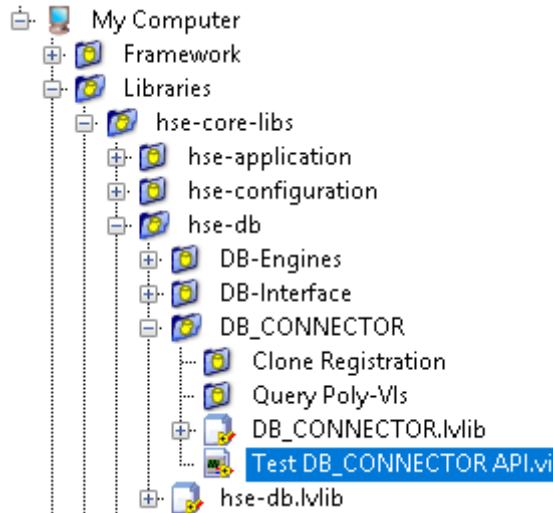 My Computer
Framework
Libraries
hse-core-libs
hse-application
hse-configuration
hse-db
DB-Engines
DB-Interface
DB_CONNECTOR
Clone Registration
Query Poly-VIs
DB_CONNECTOR.lvlib
Test DB_CONNECTOR API.vi
hse-db.lvlib